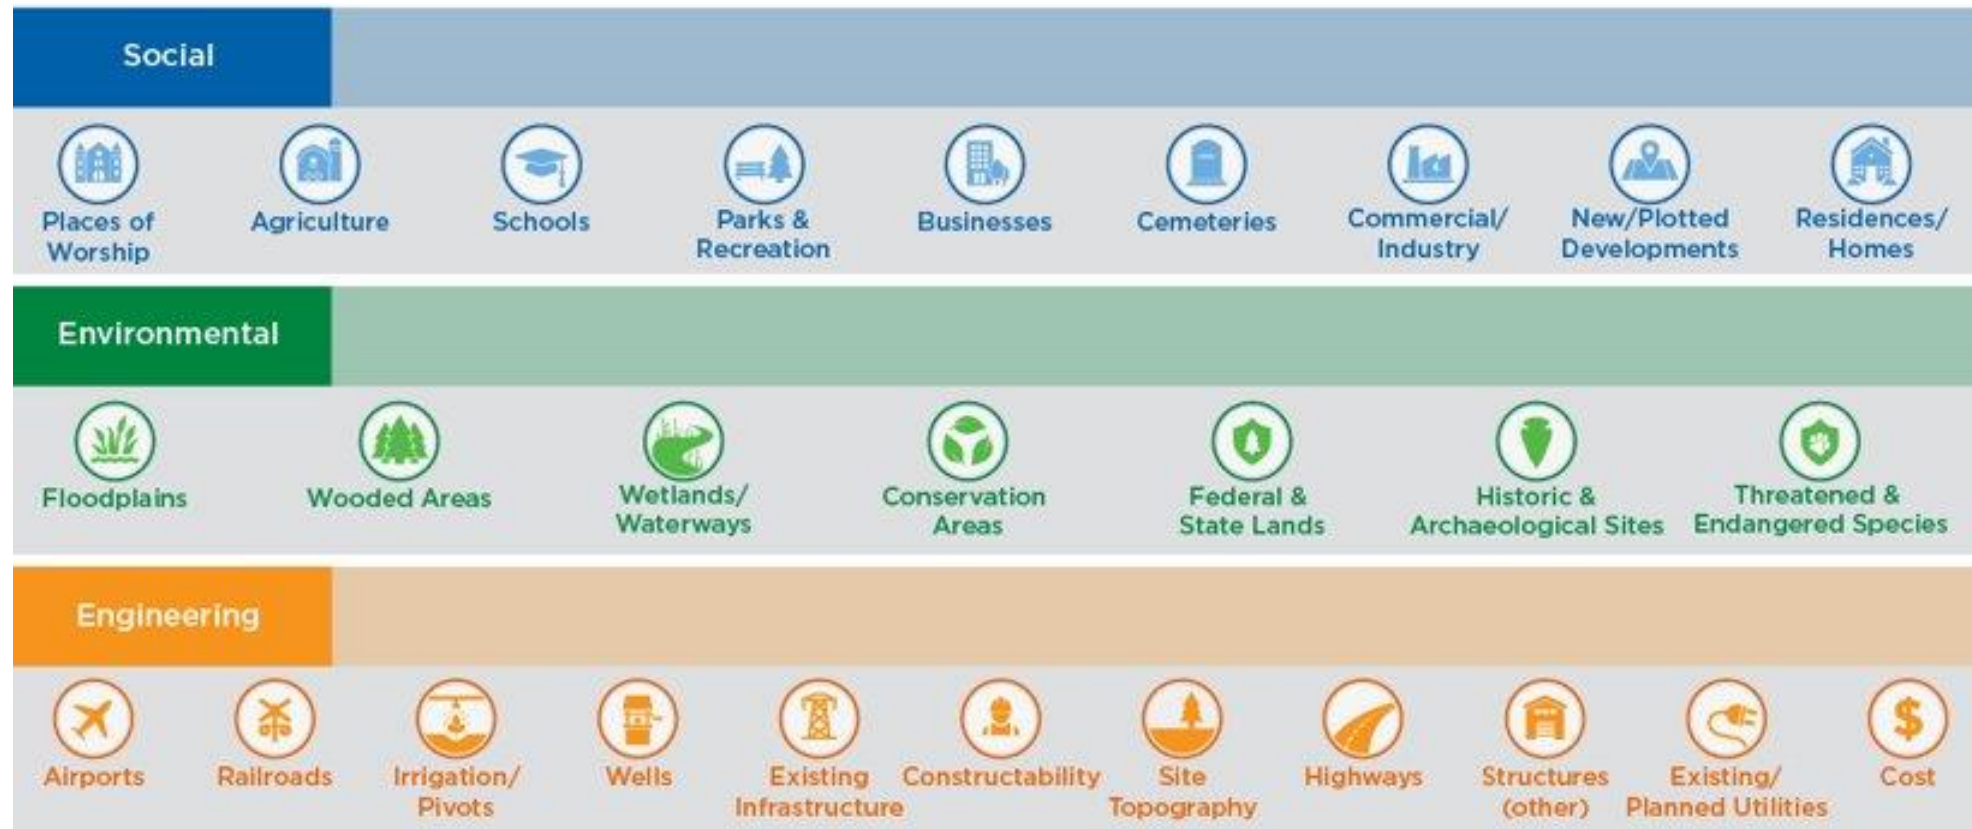 Social
Places of
Worship
Agriculture
Schools
Parks &
Recreation
Businesses
Cemeteries
Commercial/
Industry
New/Plotted
Developments
Residences/
Homes
Environmental
Floodplains
Wooded Areas
Wetlands/
Waterways
Conservation
Areas
Federal &
State Lands
Historic &
Archaeological Sites
Threatened &
Endangered Species
Engineering
Airports
Railroads
Irrigation/
Pivots
Wells
Existing
Infrastructure
Constructability
Site
Topography
Highways
Structures
(other)
Existing/
Planned Utilities
$
Cost